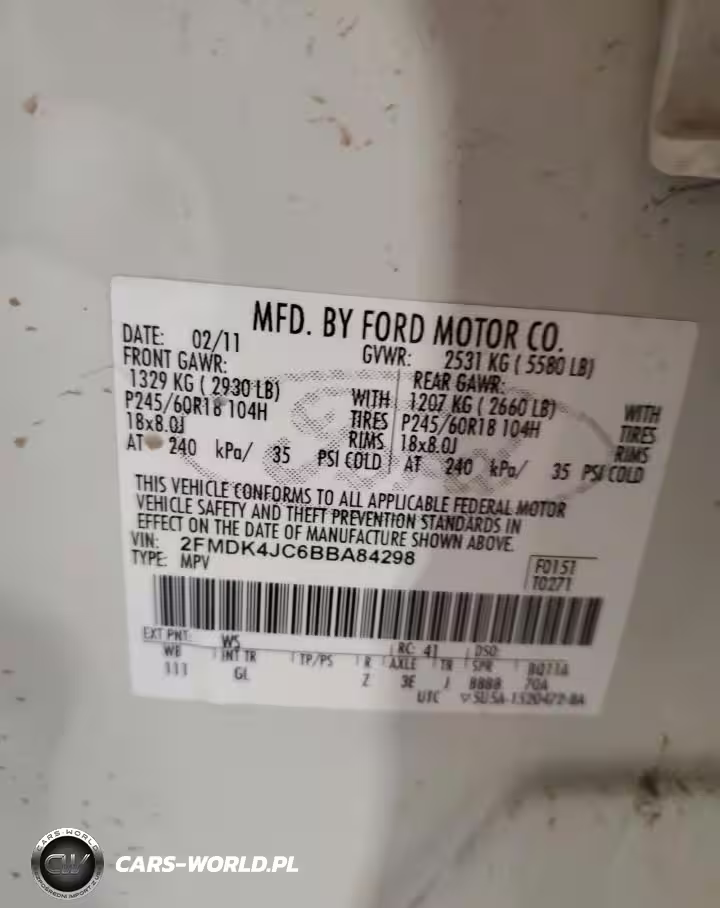 MFD. BY FORD MOTOR CO.
DATE: 02/11 GVWR: 2531 KG ( 5580 LB)
FRONT GAWR: REAR GAWR:
1329 KG ( 2930 LB) WITH 1207 KG ( 2660 LB) WITH
P245/60R18 104H TIRES P245/60R18 104H TIRES
18x8.0J RIMS 18x8.0J RIMS
AT 240 kPa/ 35 PSI COLD AT 240 kPa/ 35 PSI COLD
THIS VEHICLE CONFORMS TO ALL APPLICABLE FEDERAL MOTOR
VEHICLE SAFETY AND THEFT PREVENTION STANDARDS IN
EFFECT ON THE DATE OF MANUFACTURE SHOWN ABOVE.
VIN: 2FMDK4JC6BBA84298
TYPE: MPV
F0151
T0271
EXT PNT: WS RC: 41 DSO:
WB INT TR TP/PS R AXLE TR SPR
111 GL Z 3E J 8888
UTC
CARS-WORLD
CW
CARS-WORLD.PL